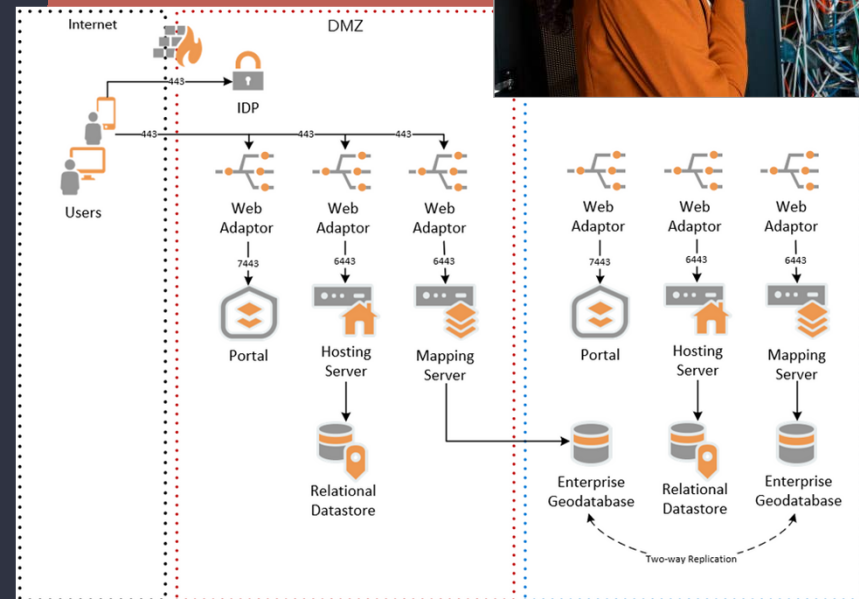 Internet
DMZ
443
IDP
443
443
443
Users
Web
Adaptor
Web
Adaptor
Web
Adaptor
Web
Adaptor
Web
Adaptor
Web
Adaptor
7443
6443
6443
7443
6443
6443
Portal
Hosting
Server
Mapping
Server
Portal
Hosting
Server
Mapping
Server
Relational
Datastore
Enterprise
Geodatabase
Relational
Datastore
Enterprise
Geodatabase
Two-way Replication